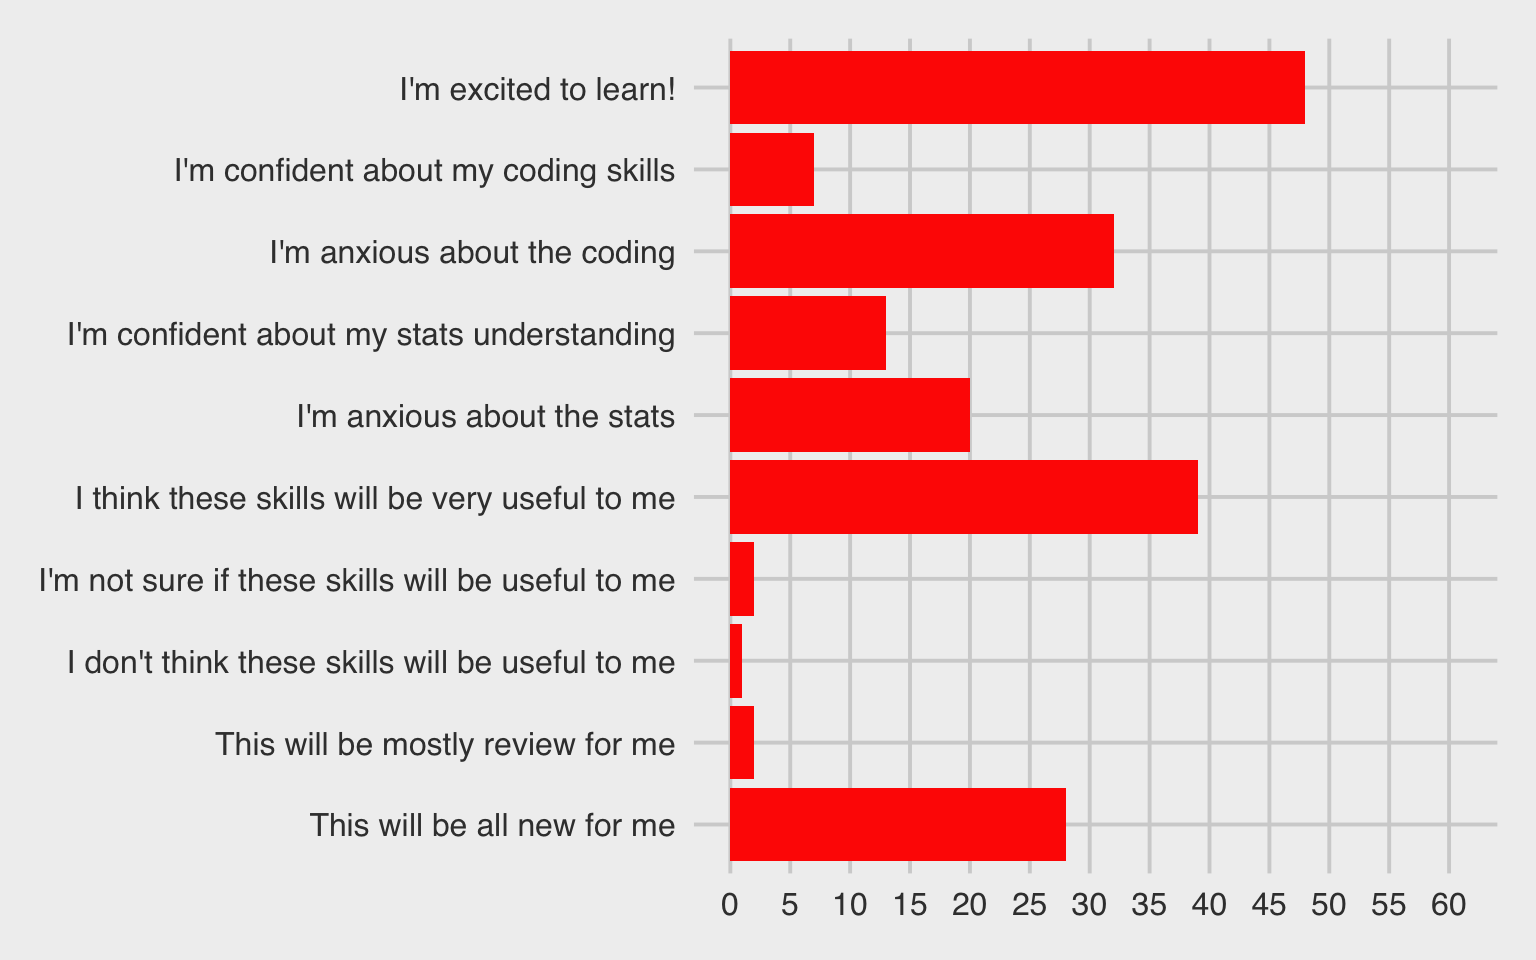 I'm excited to learn!
I'm confident about my coding skills
I'm anxious about the coding
I'm confident about my stats understanding
I'm anxious about the stats
I think these skills will be very useful to me
I'm not sure if these skills will be useful to me
I don't think these skills will be useful to me
This will be mostly review for me
This will be all new for me
0 5 10 15 20 25 30 35 40 45 50 55 60